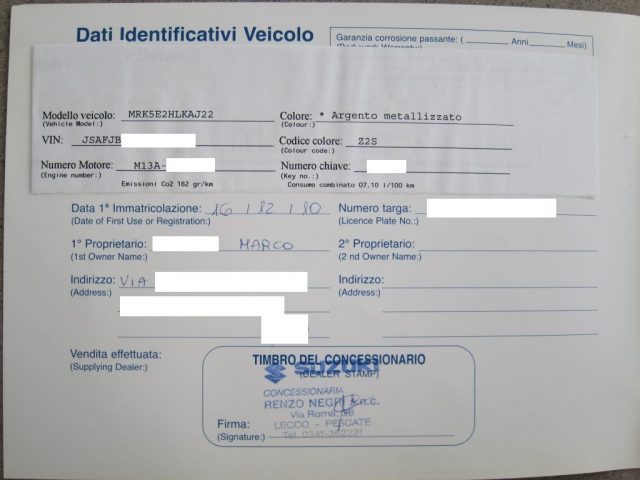 Dati Identificativi Veicolo
Garanzia corrosione passante: ( Anni Mesi)
Modello veicolo: MRK5E2HLKAJ22 Colore: * Argento metallizzato
(Vehicle Model:) (Colour:)
VIN: JSAFJB Codice colore: Z2S
(Colour code:)
Numero Motore: M13A- Numero chiave:
(Engine number:) (Key no.:)
Emissioni Co2 162 gr/km Consumo combinato 07.10 l/100 km
Data 1ª Immatricolazione: 16 / 12 / 10 Numero targa:
(Date of First Use or Registration:) (Licence Plate No.:)
1° Proprietario: MARCO 2° Proprietario:
(1st Owner Name:) (2 nd Owner Name:)
Indirizzo: VIA Indirizzo:
(Address:) (Address:)
Vendita effettuata:
(Supplying Dealer:)
TIMBRO DEL CONCESSIONARIO
(DEALER STAMP)
SUZUKI
CONCESSIONARIA
RENZO NEGRI s.n.c.
Via Roma,
Firma: LECCO - PESCATE
(Signature:) Tel. 0341-